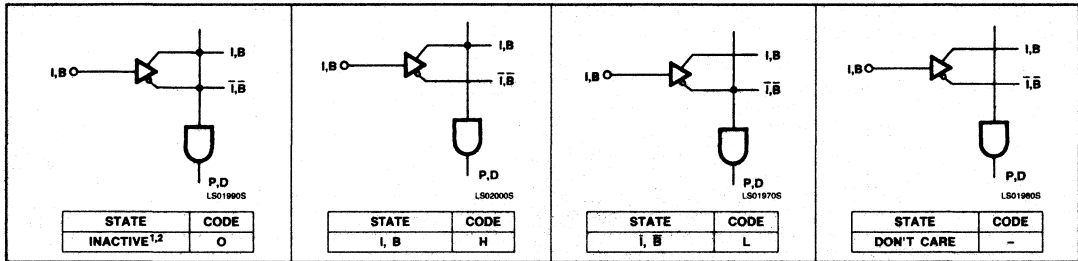 I,B
I,B
I̅,B̅
P,D
LS01990S
STATE CODE
INACTIVE1,2 O
I,B
I,B
I̅,B̅
P,D
LS02000S
STATE CODE
I, B H
I,B
I,B
I̅,B̅
P,D
LS01970S
STATE CODE
I̅, B̅ L
I,B
I,B
I̅,B̅
P,D
LS01980S
STATE CODE
DON'T CARE –